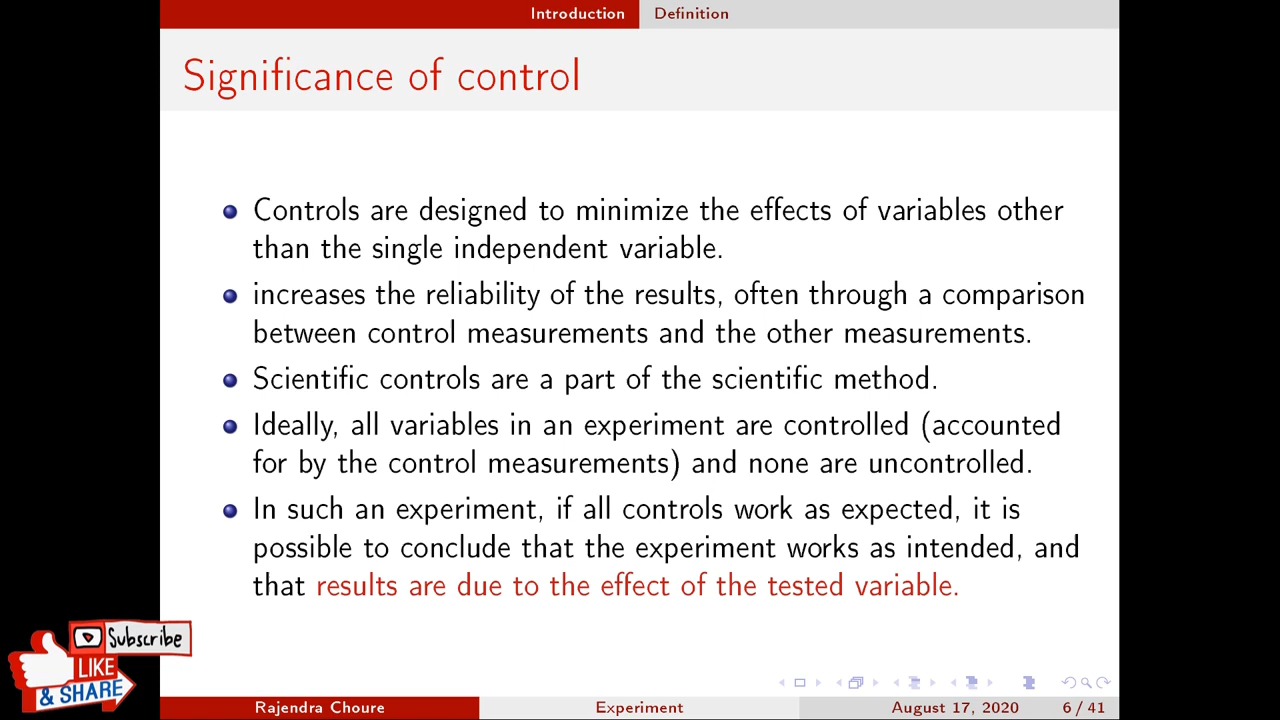 Introduction Definition
Significance of control
Controls are designed to minimize the effects of variables other
than the single independent variable.
increases the reliability of the results, often through a comparison
between control measurements and the other measurements.
Scientific controls are a part of the scientific method.
Ideally, all variables in an experiment are controlled (accounted
for by the control measurements) and none are uncontrolled.
In such an experiment, if all controls work as expected, it is
possible to conclude that the experiment works as intended, and
that results are due to the effect of the tested variable.
Subscribe
LIKE
& SHARE
Rajendra Choure Experiment August 17, 2020 6 / 41